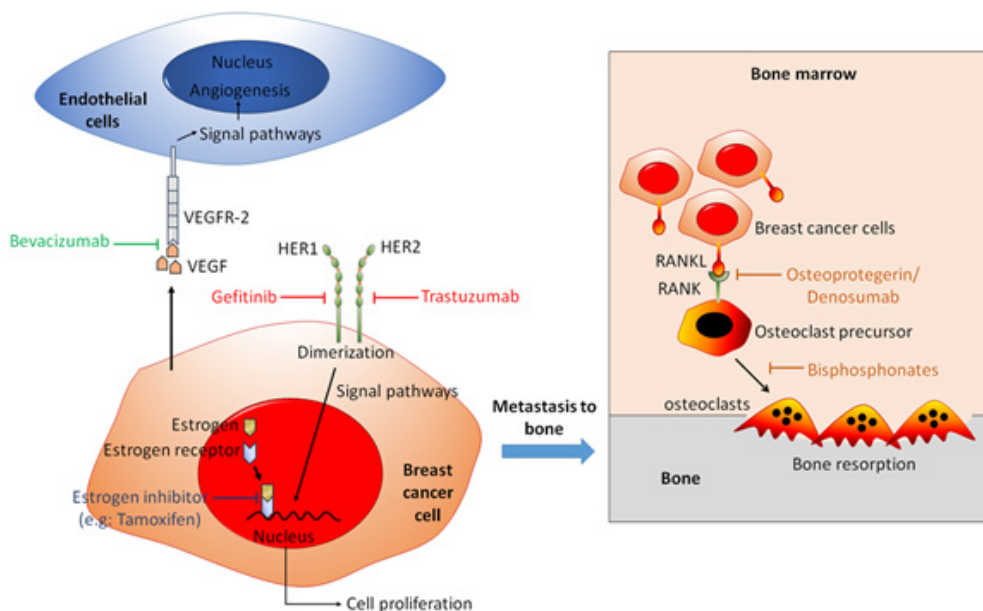 Nucleus
Angiogenesis
Endothelial
cells
Signal pathways
VEGFR-2
Bevacizumab
VEGF
HER1
HER2
Gefitinib
Trastuzumab
Dimerization
Signal pathways
Estrogen
Estrogen receptor
Estrogen inhibitor
(e.g: Tamoxifen)
Nucleus
Breast
cancer
cell
Cell proliferation
Metastasis to
bone
Bone marrow
Breast cancer cells
RANKL
RANK
Osteoprotegerin/
Denosumab
Osteoclast precursor
Bisphosphonates
osteoclasts
Bone resorption
Bone